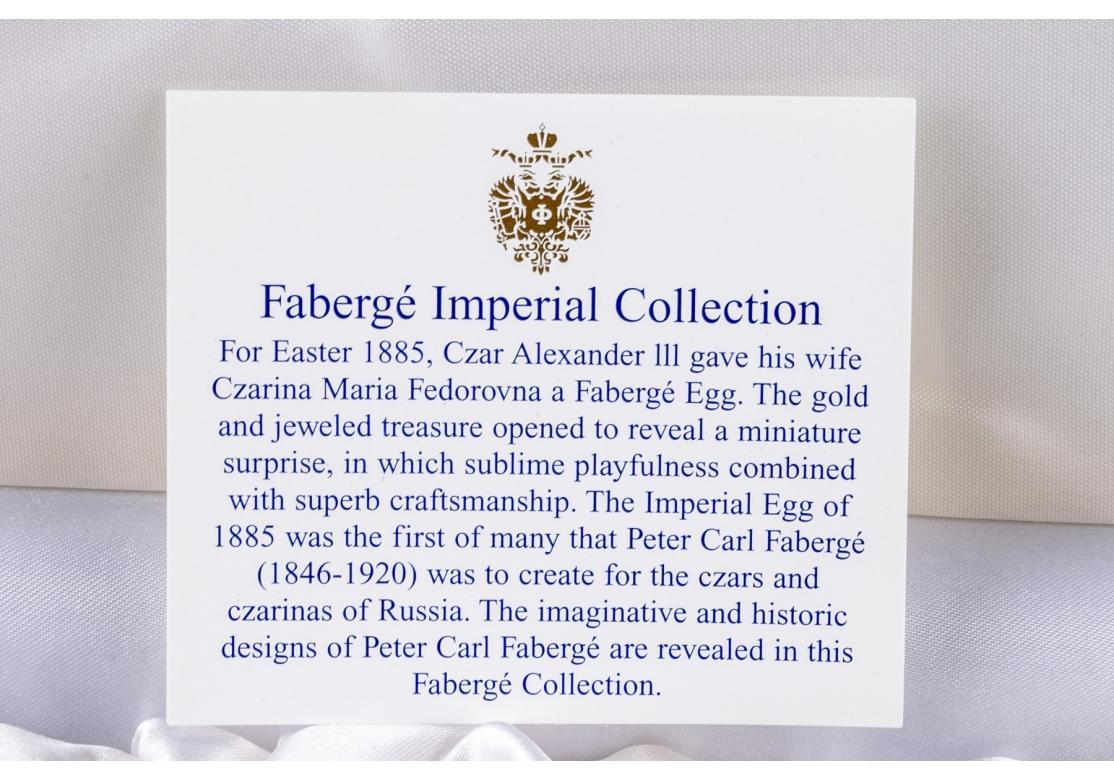 Ф
Fabergé Imperial Collection
For Easter 1885, Czar Alexander lll gave his wife
Czarina Maria Fedorovna a Fabergé Egg. The gold
and jeweled treasure opened to reveal a miniature
surprise, in which sublime playfulness combined
with superb craftsmanship. The Imperial Egg of
1885 was the first of many that Peter Carl Fabergé
(1846-1920) was to create for the czars and
czarinas of Russia. The imaginative and historic
designs of Peter Carl Fabergé are revealed in this
Fabergé Collection.